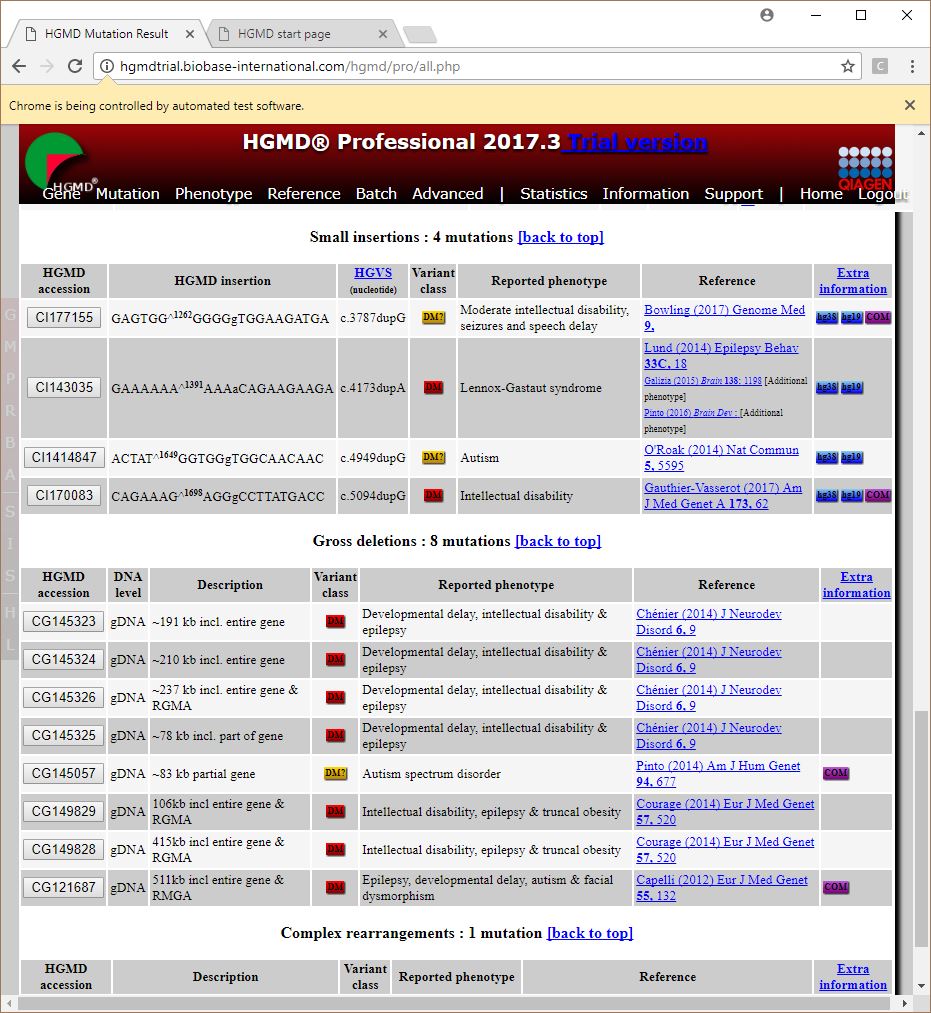 HGMD Mutation Result
HGMD start page
hgmdtrial.biobase-international.com/hgmd/pro/all.php
C
Chrome is being controlled by automated test software.
HGMD® Professional 2017.3 Trial version
HGMD®
QIAGEN
Gene Mutation Phenotype Reference Batch Advanced | Statistics Information Support | Home Logout
G
M
P
R
B
A
S
I
S
H
L
Small insertions : 4 mutations [back to top]
HGMD accession HGMD insertion HGVS (nucleotide) Variant class Reported phenotype Reference Extra information
CI177155 GAGTGG^1262GGGGgTGGAAGATGA c.3787dupG DM? Moderate intellectual disability, seizures and speech delay Bowling (2017) Genome Med 9, hg38 hg19 COM
CI143035 GAAAAAA^1391AAAaCAGAAGAAGA c.4173dupA DM Lennox-Gastaut syndrome Lund (2014) Epilepsy Behav 33C, 18 hg38 hg19
Galizia (2015) Brain 138: 1198 [Additional phenotype]
Pinto (2016) Brain Dev : [Additional phenotype]
CI1414847 ACTAT^1649GGTGGgTGGCAACAAC c.4949dupG DM? Autism O'Roak (2014) Nat Commun 5, 5595 hg38 hg19
CI170083 CAGAAAG^1698AGGgCCTTATGACC c.5094dupG DM Intellectual disability Gauthier-Vasserot (2017) Am J Med Genet A 173, 62 hg38 hg19 COM
Gross deletions : 8 mutations [back to top]
HGMD accession DNA level Description Variant class Reported phenotype Reference Extra information
CG145323 gDNA ~191 kb incl. entire gene DM Developmental delay, intellectual disability & epilepsy Chénier (2014) J Neurodev Disord 6, 9
CG145324 gDNA ~210 kb incl. entire gene DM Developmental delay, intellectual disability & epilepsy Chénier (2014) J Neurodev Disord 6, 9
CG145326 gDNA ~237 kb incl. entire gene & RGMA DM Developmental delay, intellectual disability & epilepsy Chénier (2014) J Neurodev Disord 6, 9
CG145325 gDNA ~78 kb incl. part of gene DM Developmental delay, intellectual disability & epilepsy Chénier (2014) J Neurodev Disord 6, 9
CG145057 gDNA ~83 kb partial gene DM? Autism spectrum disorder Pinto (2014) Am J Hum Genet 94, 677 COM
CG149829 gDNA 106kb incl entire gene & RGMA DM Intellectual disability, epilepsy & truncal obesity Courage (2014) Eur J Med Genet 57, 520
CG149828 gDNA 415kb incl entire gene & RGMA DM Intellectual disability, epilepsy & truncal obesity Courage (2014) Eur J Med Genet 57, 520
CG121687 gDNA 511kb incl entire gene & RMGA DM Epilepsy, developmental delay, autism & facial dysmorphism Capelli (2012) Eur J Med Genet 55, 132 COM
Complex rearrangements : 1 mutation [back to top]
HGMD accession Description Variant class Reported phenotype Reference Extra information